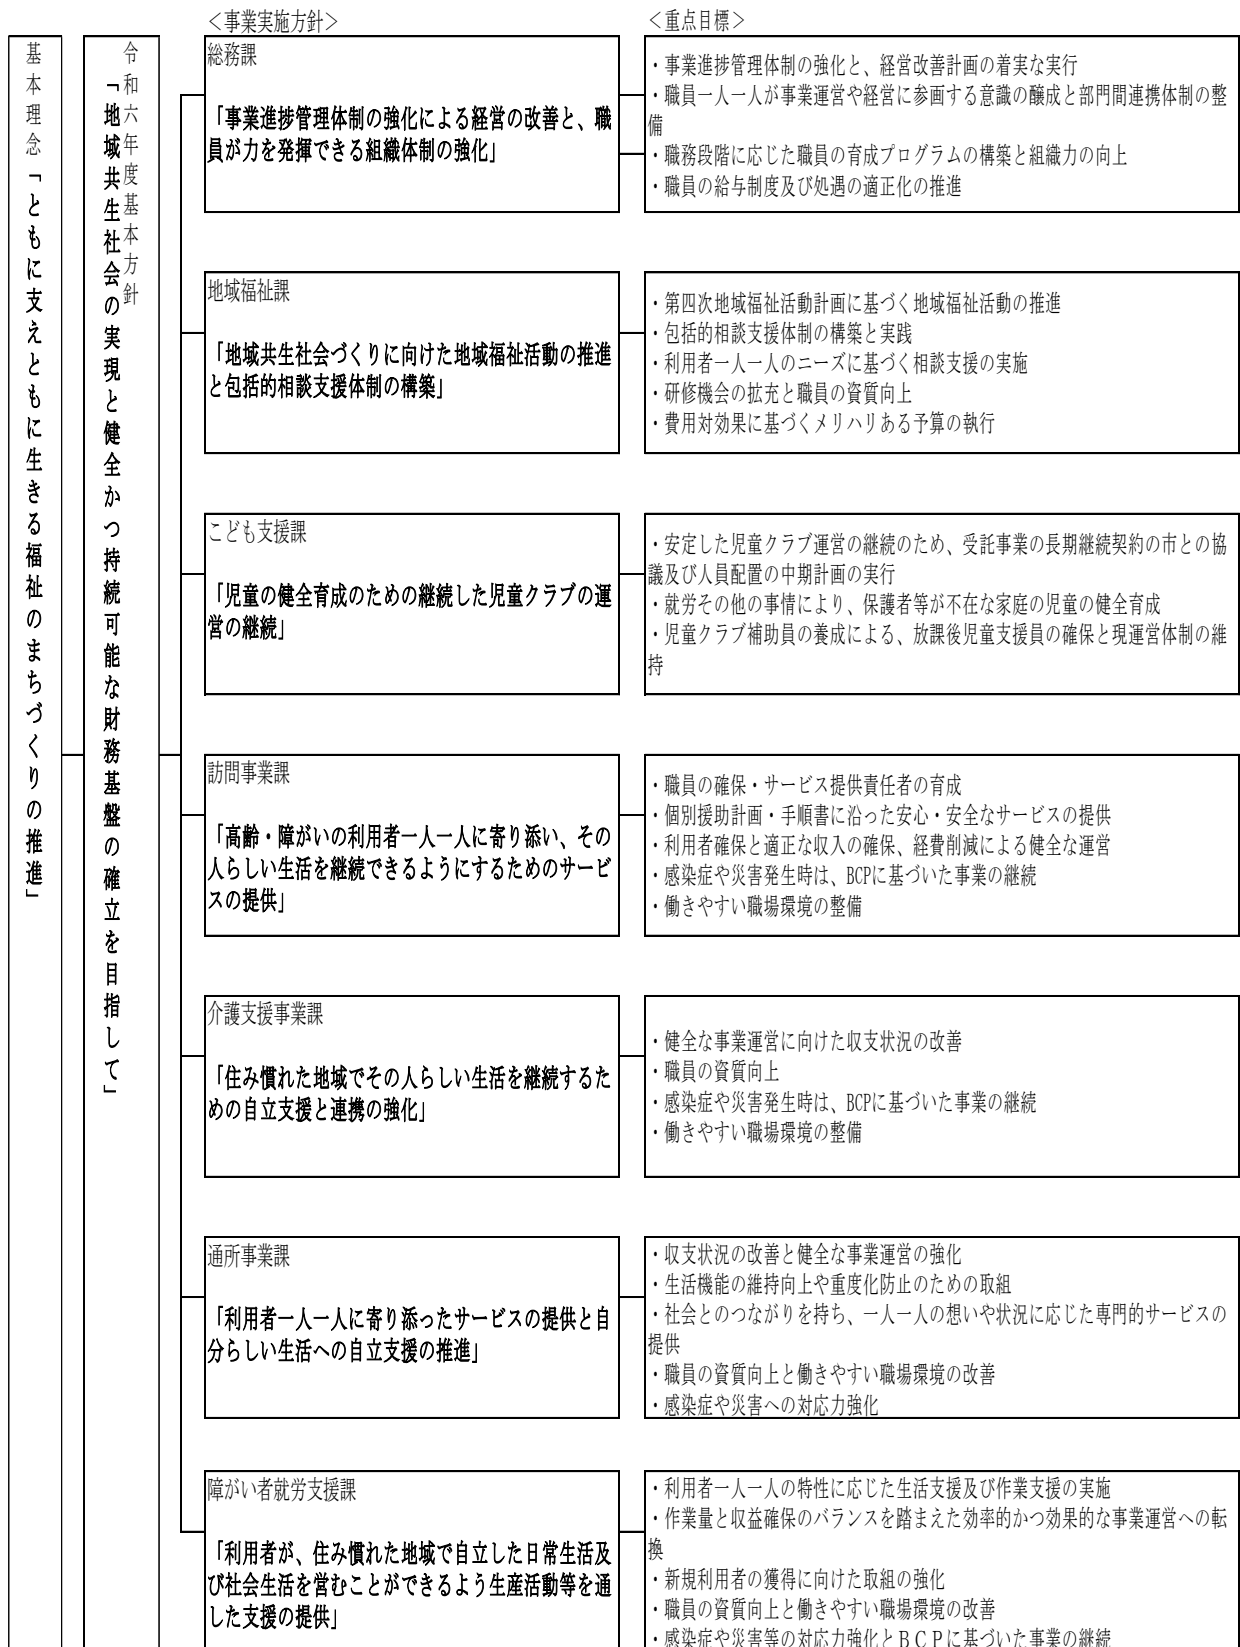 基本理念「ともに支えともに生きる福祉のまちづくりの推進」
令和六年度基本方針
「地域共生社会の実現と健全かつ持続可能な財務基盤の確立を目指して」
＜事業実施方針＞
＜重点目標＞
総務課
「事業進捗管理体制の強化による経営の改善と、職
員が力を発揮できる組織体制の強化」
・事業進捗管理体制の強化と、経営改善計画の着実な実行
・職員一人一人が事業運営や経営に参画する意識の醸成と部門間連携体制の整
備
・職務段階に応じた職員の育成プログラムの構築と組織力の向上
・職員の給与制度及び処遇の適正化の推進
地域福祉課
「地域共生社会づくりに向けた地域福祉活動の推進
と包括的相談支援体制の構築」
・第四次地域福祉活動計画に基づく地域福祉活動の推進
・包括的相談支援体制の構築と実践
・利用者一人一人のニーズに基づく相談支援の実施
・研修機会の拡充と職員の資質向上
・費用対効果に基づくメリハリある予算の執行
こども支援課
「児童の健全育成のための継続した児童クラブの運
営の継続」
・安定した児童クラブ運営の継続のため、受託事業の長期継続契約の市との協
議及び人員配置の中期計画の実行
・就労その他の事情により、保護者等が不在な家庭の児童の健全育成
・児童クラブ補助員の養成による、放課後児童支援員の確保と現運営体制の維
持
訪問事業課
「高齢・障がいの利用者一人一人に寄り添い、その
人らしい生活を継続できるようにするためのサービ
スの提供」
・職員の確保・サービス提供責任者の育成
・個別援助計画・手順書に沿った安心・安全なサービスの提供
・利用者確保と適正な収入の確保、経費削減による健全な運営
・感染症や災害発生時は、BCPに基づいた事業の継続
・働きやすい職場環境の整備
介護支援事業課
「住み慣れた地域でその人らしい生活を継続するた
めの自立支援と連携の強化」
・健全な事業運営に向けた収支状況の改善
・職員の資質向上
・感染症や災害発生時は、BCPに基づいた事業の継続
・働きやすい職場環境の整備
通所事業課
「利用者一人一人に寄り添ったサービスの提供と自
分らしい生活への自立支援の推進」
・収支状況の改善と健全な事業運営の強化
・生活機能の維持向上や重度化防止のための取組
・社会とのつながりを持ち、一人一人の想いや状況に応じた専門的サービスの
提供
・職員の資質向上と働きやすい職場環境の改善
・感染症や災害への対応力強化
障がい者就労支援課
「利用者が、住み慣れた地域で自立した日常生活及
び社会生活を営むことができるよう生産活動等を通
した支援の提供」
・利用者一人一人の特性に応じた生活支援及び作業支援の実施
・作業量と収益確保のバランスを踏まえた効率的かつ効果的な事業運営への転
換
・新規利用者の獲得に向けた取組の強化
・職員の資質向上と働きやすい職場環境の改善
・感染症や災害等の対応力強化とＢＣＰに基づいた事業の継続